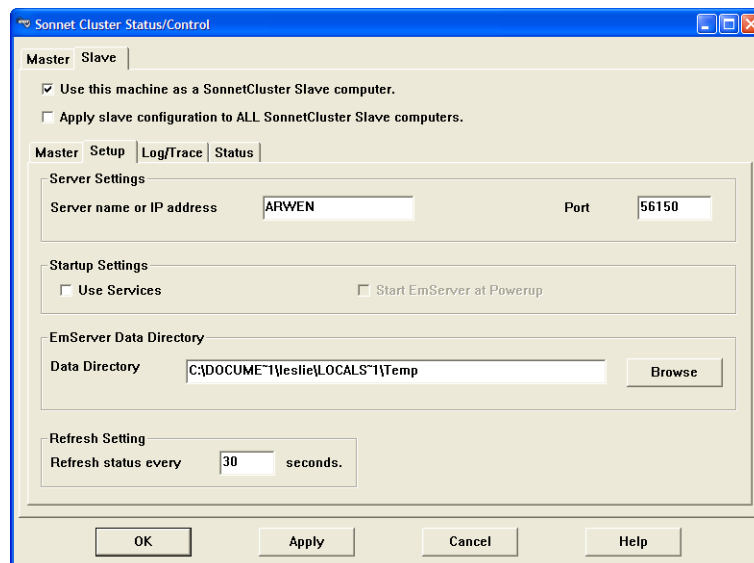 Sonnet Cluster Status/Control
Master Slave
Use this machine as a SonnetCluster Slave computer.
Apply slave configuration to ALL SonnetCluster Slave computers.
Master Setup Log/Trace Status
Server Settings
Server name or IP address ARWEN Port 56150
Startup Settings
Use Services Start EmServer at Powerup
EmServer Data Directory
Data Directory C:\DOCUME~1\leslie\LOCALS~1\Temp Browse
Refresh Setting
Refresh status every 30 seconds.
OK Apply Cancel Help